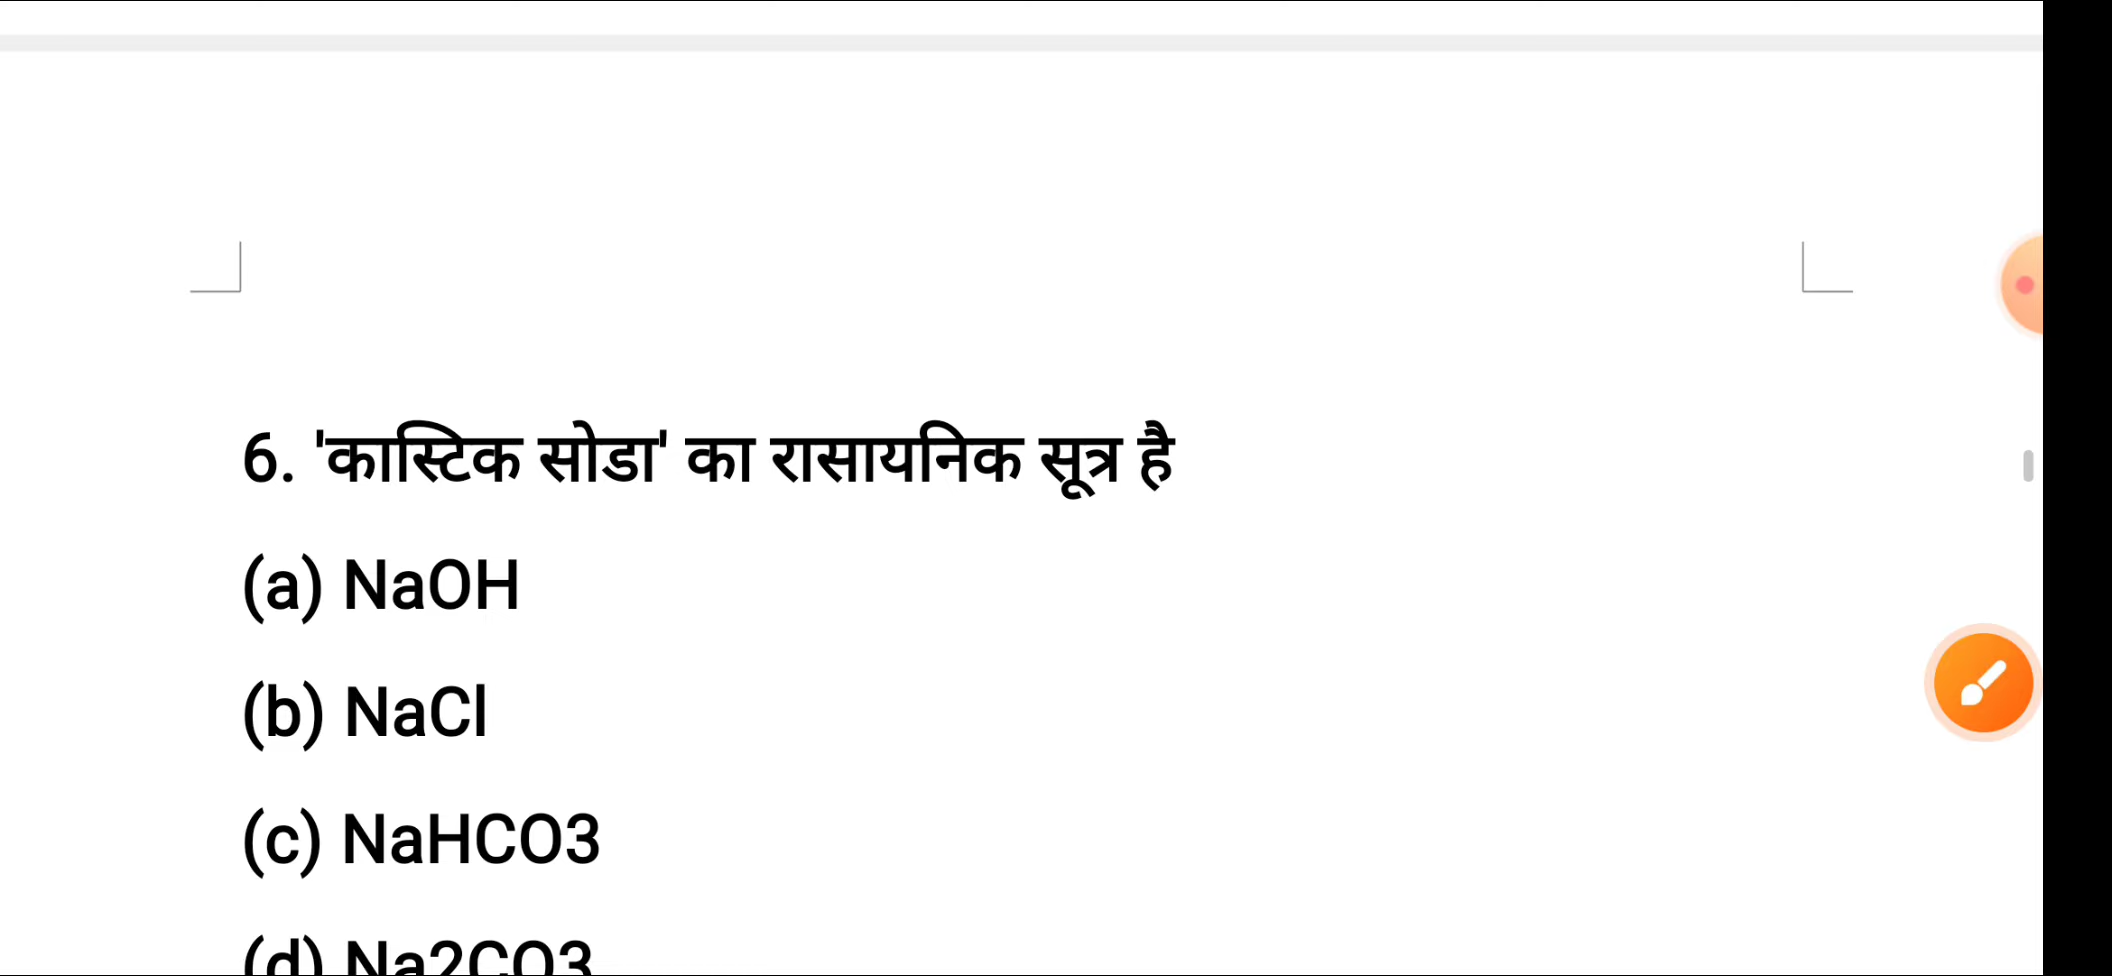 6. 'कास्टिक सोडा' का रासायनिक सूत्र है
(a) NaOH
(b) NaCl
(c) NaHCO3
(d) Na2CO3